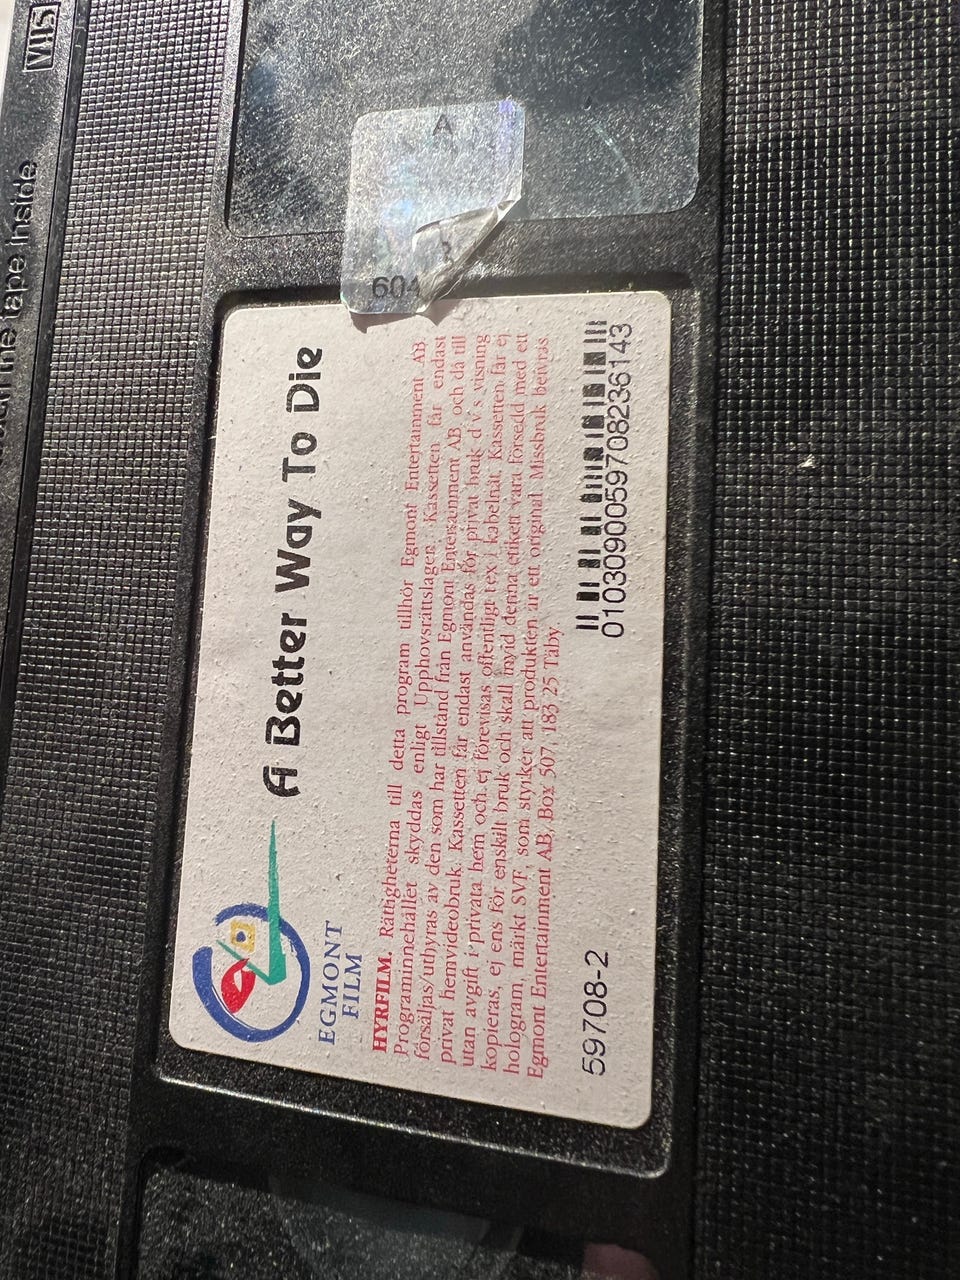 VHS
the tape inside
A
604
A Better Way To Die
EGMONT
FILM
HYRFILM. Rättigheterna till detta program tillhör Egmont Entertainment AB
Programinnehållet skyddas enligt Upphovsrättslagen. Kassetten får endast
försäljas/uthyras av den som har tillstånd från Egmont Entertainment AB och då till
privat hemvideobruk. Kassetten får endast användas för privat bruk d v s visning
utan avgift i privata hem och ej förevisas offentligt t ex i kabelnät. Kassetten får ej
kopieras, ej ens för enskilt bruk och skall invid denna etikett vara försedd med ett
hologram, märkt SVF, som styrker att produkten är ett original. Missbruk beivras.
Egmont Entertainment AB, Box 507, 183 25 Täby.
59708-2
0103090059708236143